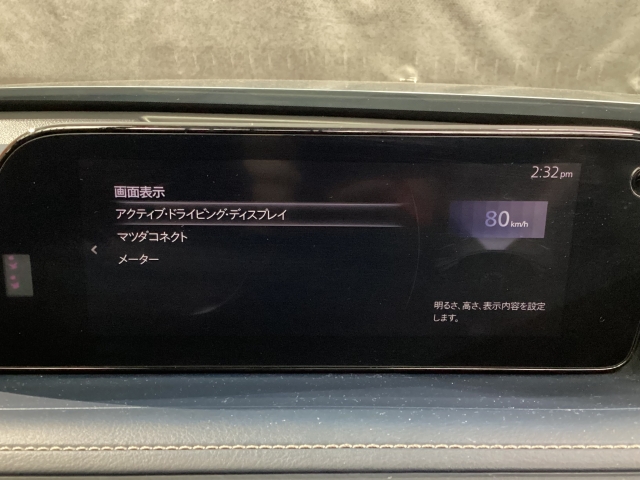 2:32pm
画面表示
アクティブ・ドライビング・ディスプレイ
80 km/h
マツダコネクト
メーター
明るさ、高さ、表示内容を設定
します。